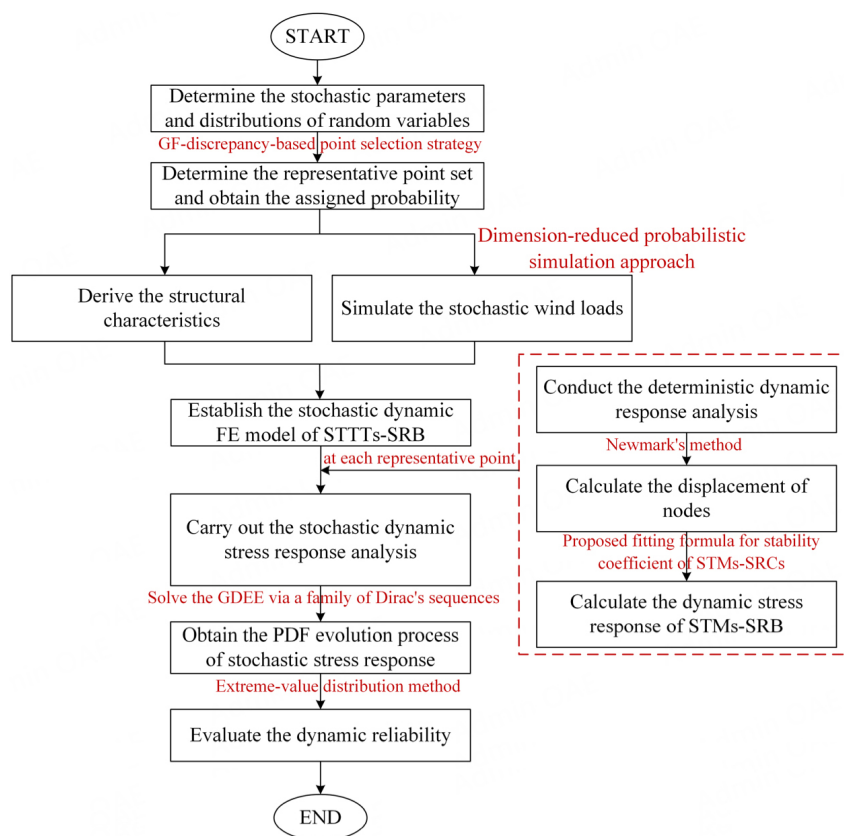 START
Determine the stochastic parameters
and distributions of random variables
GF-discrepancy-based point selection strategy
Determine the representative point set
and obtain the assigned probability
Dimension-reduced probabilistic
simulation approach
Derive the structural
characteristics
Simulate the stochastic wind loads
Establish the stochastic dynamic
FE model of STTTs-SRB
at each representative point
Conduct the deterministic dynamic
response analysis
Newmark's method
Calculate the displacement of
nodes
Proposed fitting formula for stability
coefficient of STMs-SRCs
Calculate the dynamic stress
response of STMs-SRB
Carry out the stochastic dynamic
stress response analysis
Solve the GDEE via a family of Dirac's sequences
Obtain the PDF evolution process
of stochastic stress response
Extreme-value distribution method
Evaluate the dynamic reliability
END